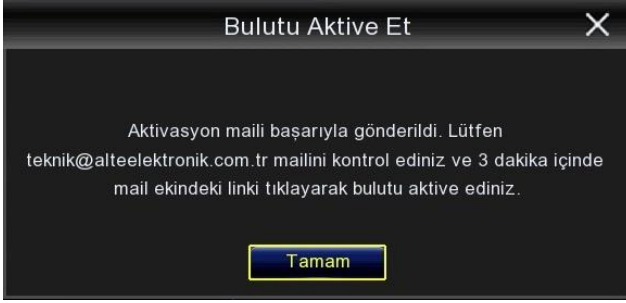 Bulutu Aktive Et
Aktivasyon maili başarıyla gönderildi. Lütfen
teknik@alteelektronik.com.tr mailini kontrol ediniz ve 3 dakika içinde
mail ekindeki linki tıklayarak bulutu aktive ediniz.
Tamam